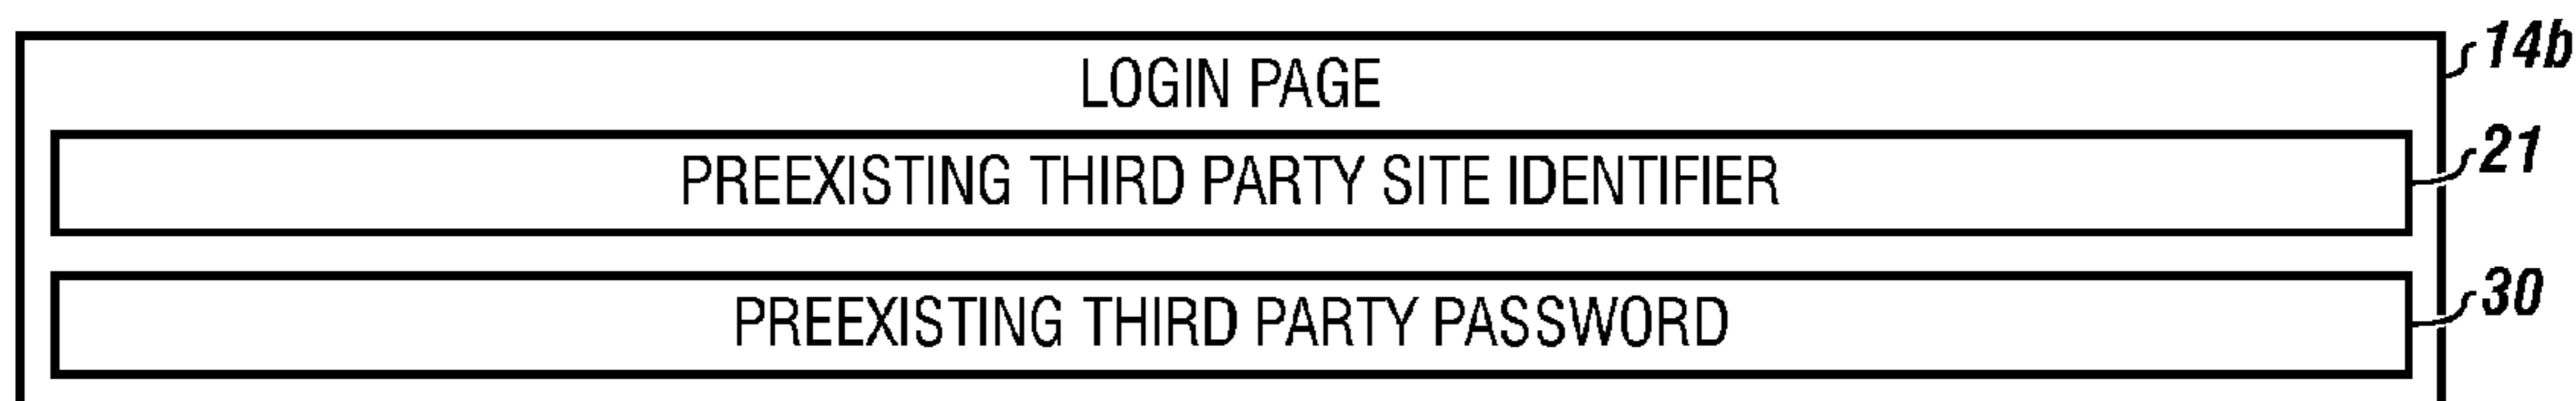 LOGIN PAGE
14b
PREEXISTING THIRD PARTY SITE IDENTIFIER
21
PREEXISTING THIRD PARTY PASSWORD
30